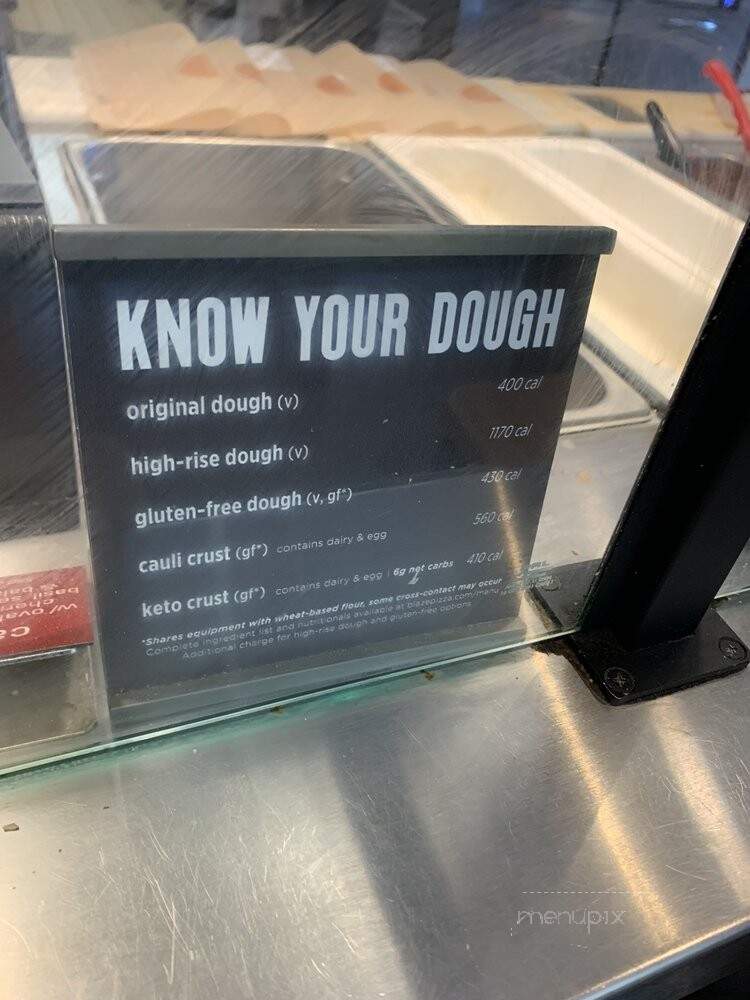 KNOW YOUR DOUGH
original dough (v) 400 cal
high-rise dough (v) 1170 cal
gluten-free dough (v, gf*) 430 cal
cauli crust (gf*) contains dairy & egg 560 cal
keto crust (gf*) contains dairy & egg | 6g net carbs 410 cal
*Shares equipment with wheat-based flour, some cross-contact may occur
Complete ingredient list and nutritionals available at blazepizza.com/menu
Additional charge for high-rise dough and gluten-free options
menupix